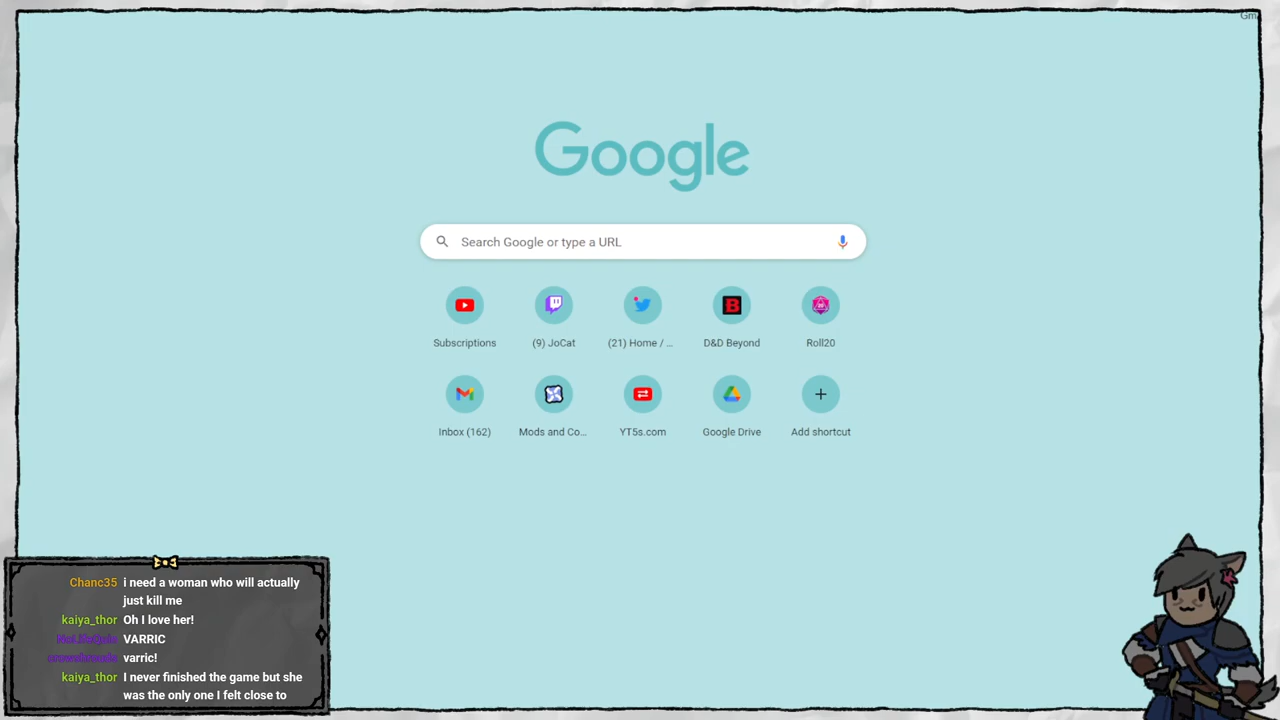 Gma
Google
Search Google or type a URL
Subscriptions
(9) JoCat
(21) Home / ...
D&D Beyond
Roll20
Inbox (162)
Mods and Co...
YT5s.com
Google Drive
Add shortcut
Chanc35 i need a woman who will actually
just kill me
kaiya_thor Oh I love her!
VARRIC
varric!
kaiya_thor I never finished the game but she
was the only one I felt close to